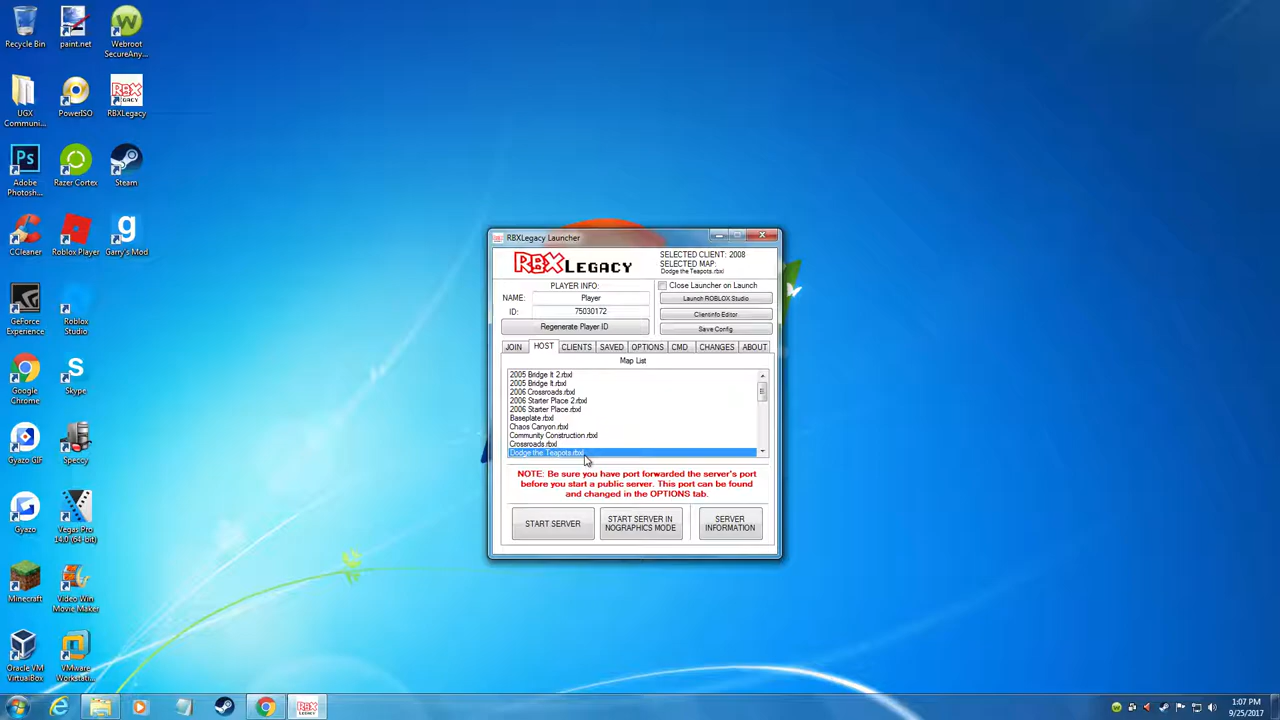 Recycle Bin
paint.net
Webroot
SecureAny...
UGX
Communi...
PowerISO
RBXLegacy
Adobe
Photosh...
Razer Cortex
Steam
CCleaner
Roblox Player
Garry's Mod
GeForce
Experience
Roblox
Studio
Google
Chrome
Skype
Gyazo GIF
Speccy
Gyazo
Vegas Pro
14.0 (64-bit)
Minecraft
Video Win
Movie Maker
Oracle VM
VirtualBox
VMware
Workstati...
RBXLegacy Launcher
RBXLEGACY
SELECTED CLIENT: 2008
SELECTED MAP:
Dodge the Teapots.rbxl
PLAYER INFO:
Close Launcher on Launch
NAME: Player
Launch ROBLOX Studio
ID: 75030172
Clientinfo Editor
Regenerate Player ID
Save Config
JOIN HOST CLIENTS SAVED OPTIONS CMD CHANGES ABOUT
Map List
2005 Bridge It 2.rbxl
2005 Bridge It.rbxl
2006 Crossroads.rbxl
2006 Starter Place 2.rbxl
2006 Starter Place.rbxl
Baseplate.rbxl
Chaos Canyon.rbxl
Community Construction.rbxl
Crossroads.rbxl
Dodge the Teapots.rbxl
NOTE: Be sure you have port forwarded the server's port
before you start a public server. This port can be found
and changed in the OPTIONS tab.
START SERVER
START SERVER IN
NOGRAPHICS MODE
SERVER
INFORMATION
1:07 PM
9/25/2017